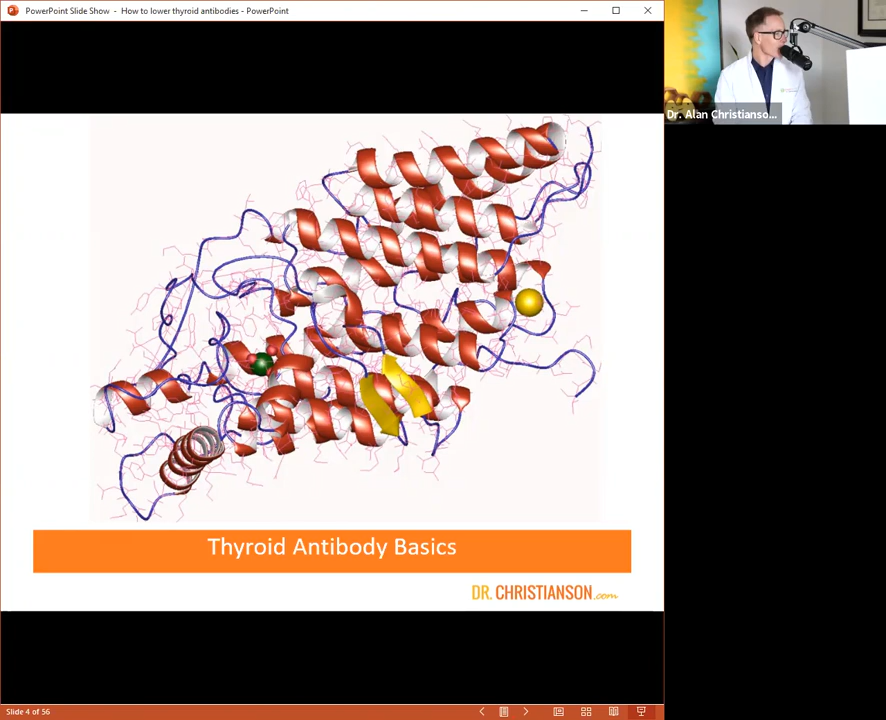 PowerPoint Slide Show - How to lower thyroid antibodies - PowerPoint
Dr. Alan Christianso...
Thyroid Antibody Basics
DR. CHRISTIANSON.com
Slide 4 of 56